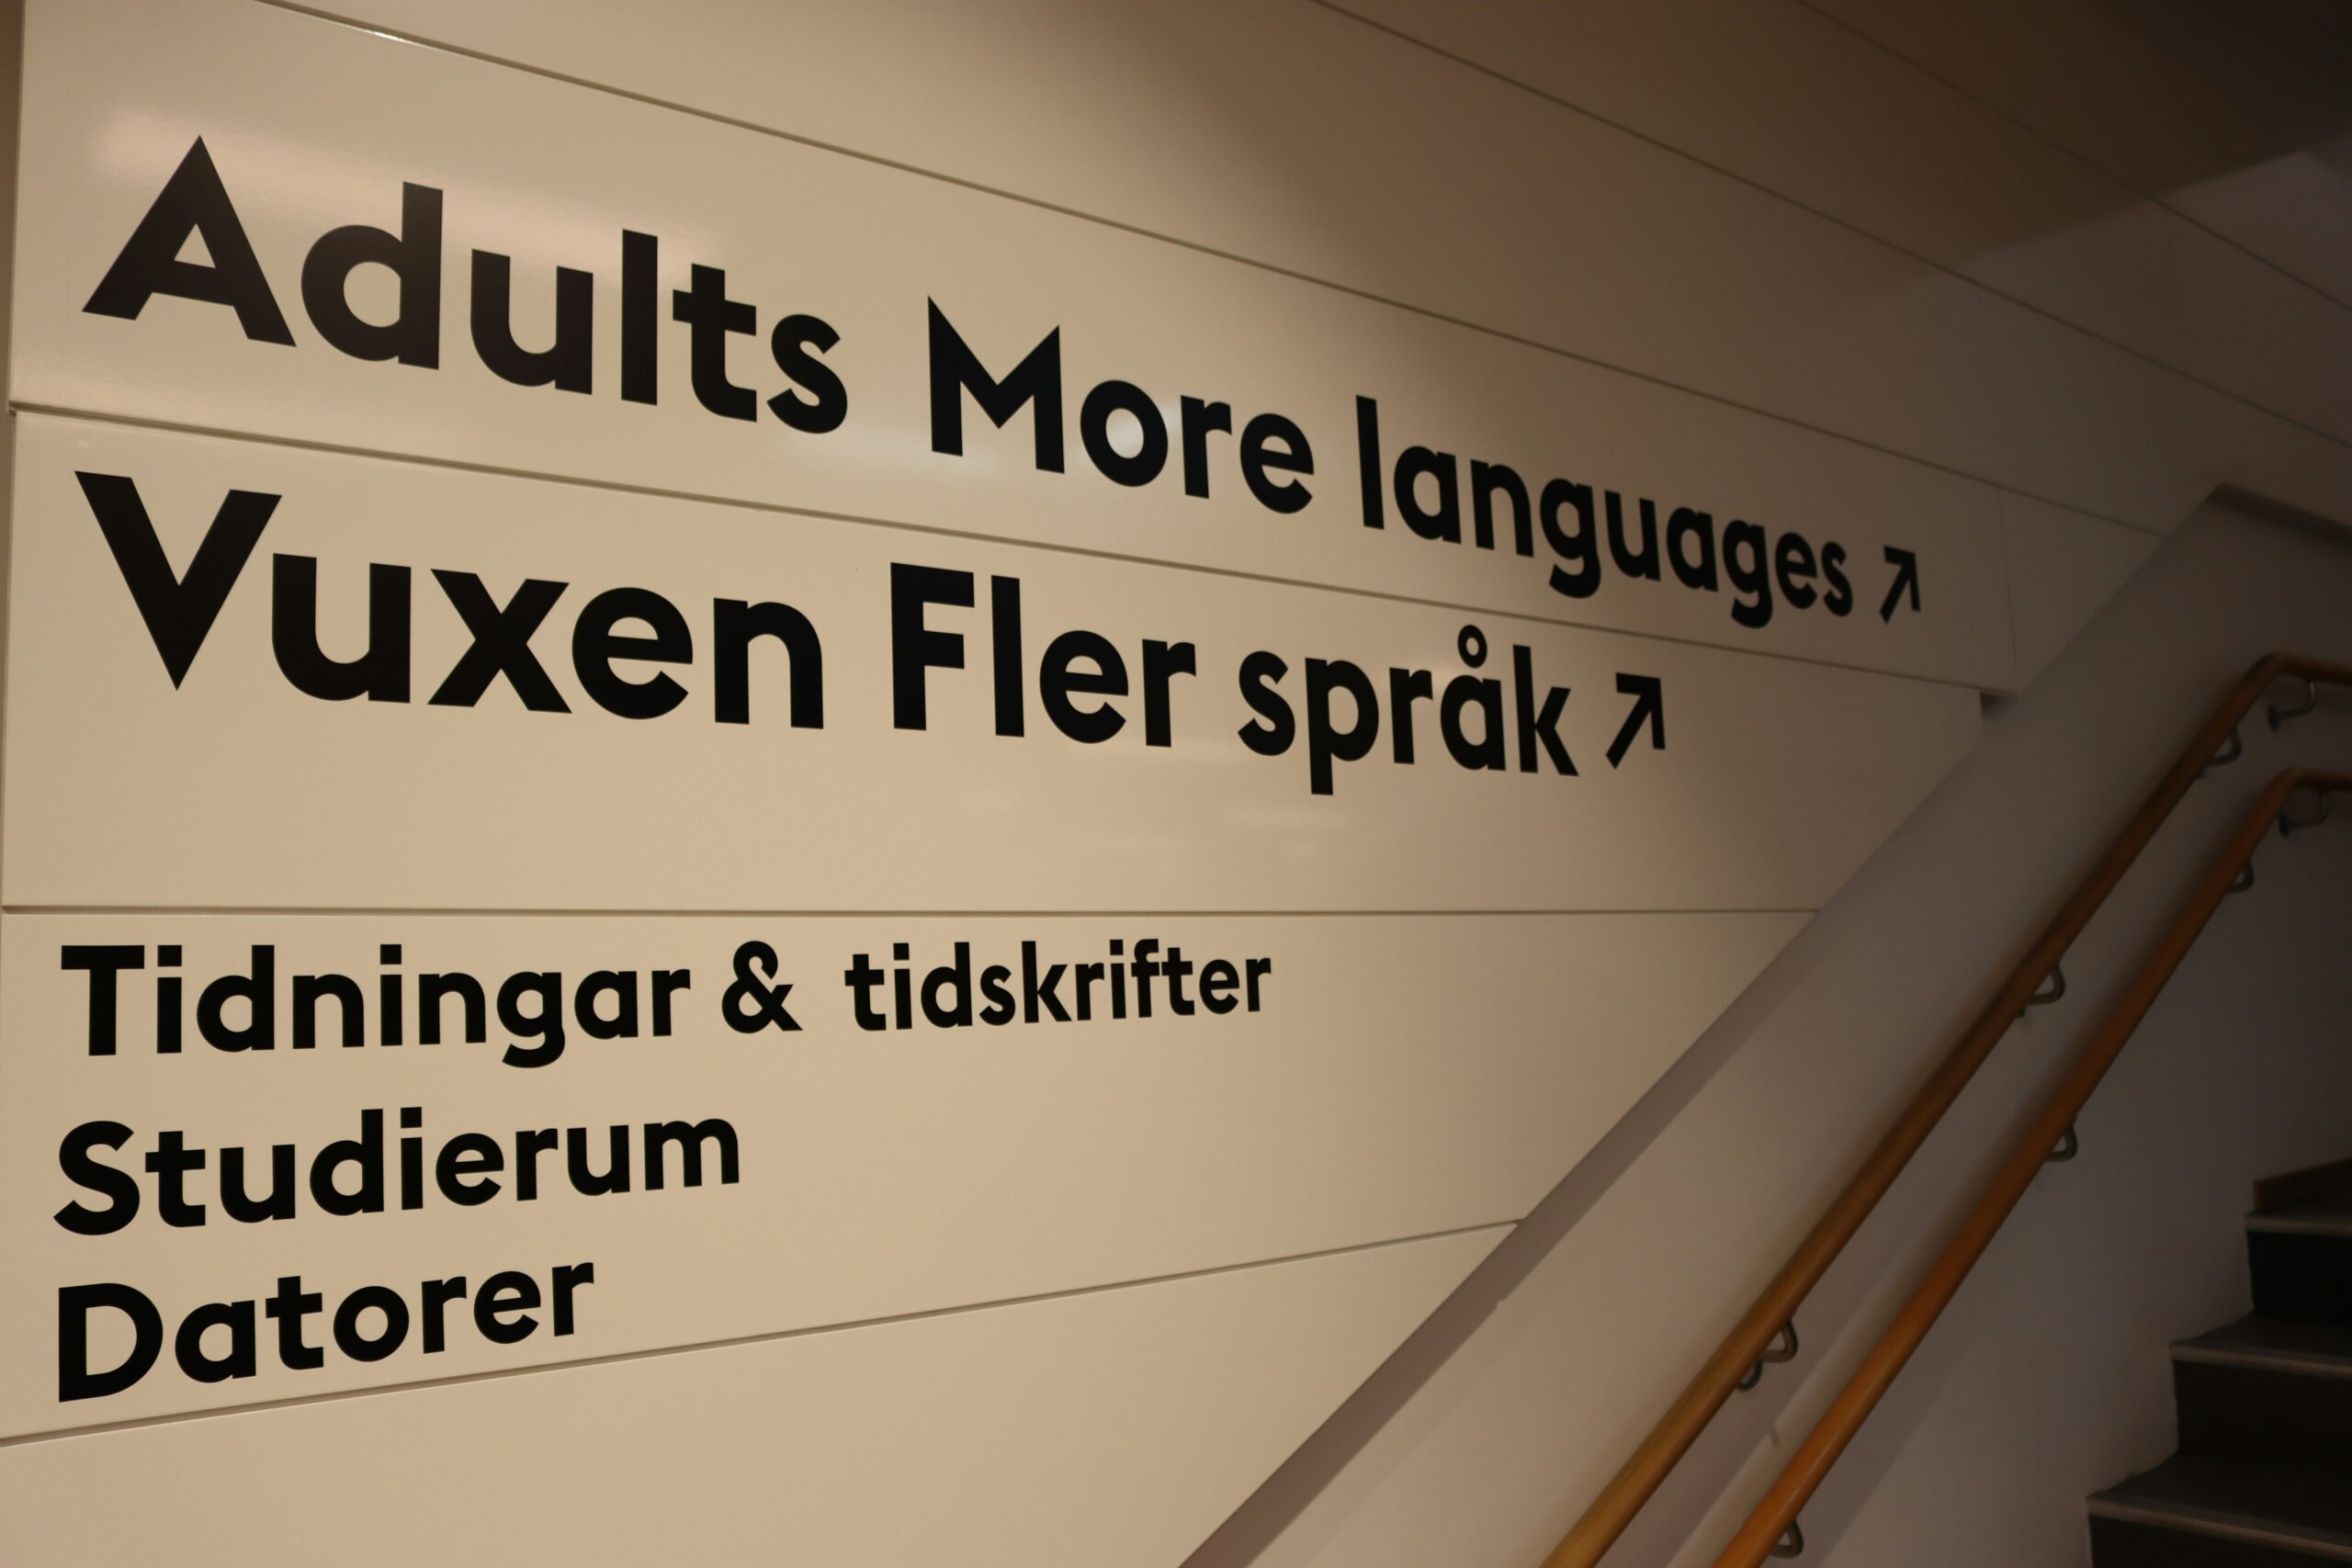 Adults More languages ↗
Vuxen Fler språk ↗
Tidningar & tidskrifter
Studierum
Datorer